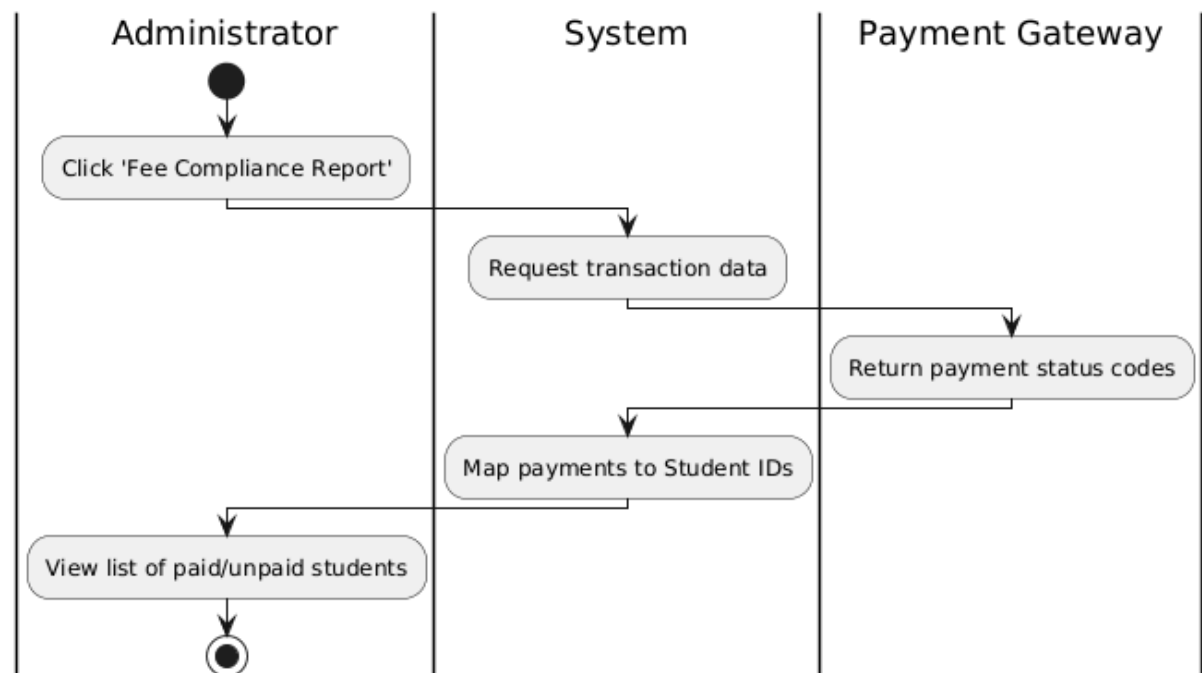 Administrator
System
Payment Gateway
Click 'Fee Compliance Report'
Request transaction data
Return payment status codes
Map payments to Student IDs
View list of paid/unpaid students